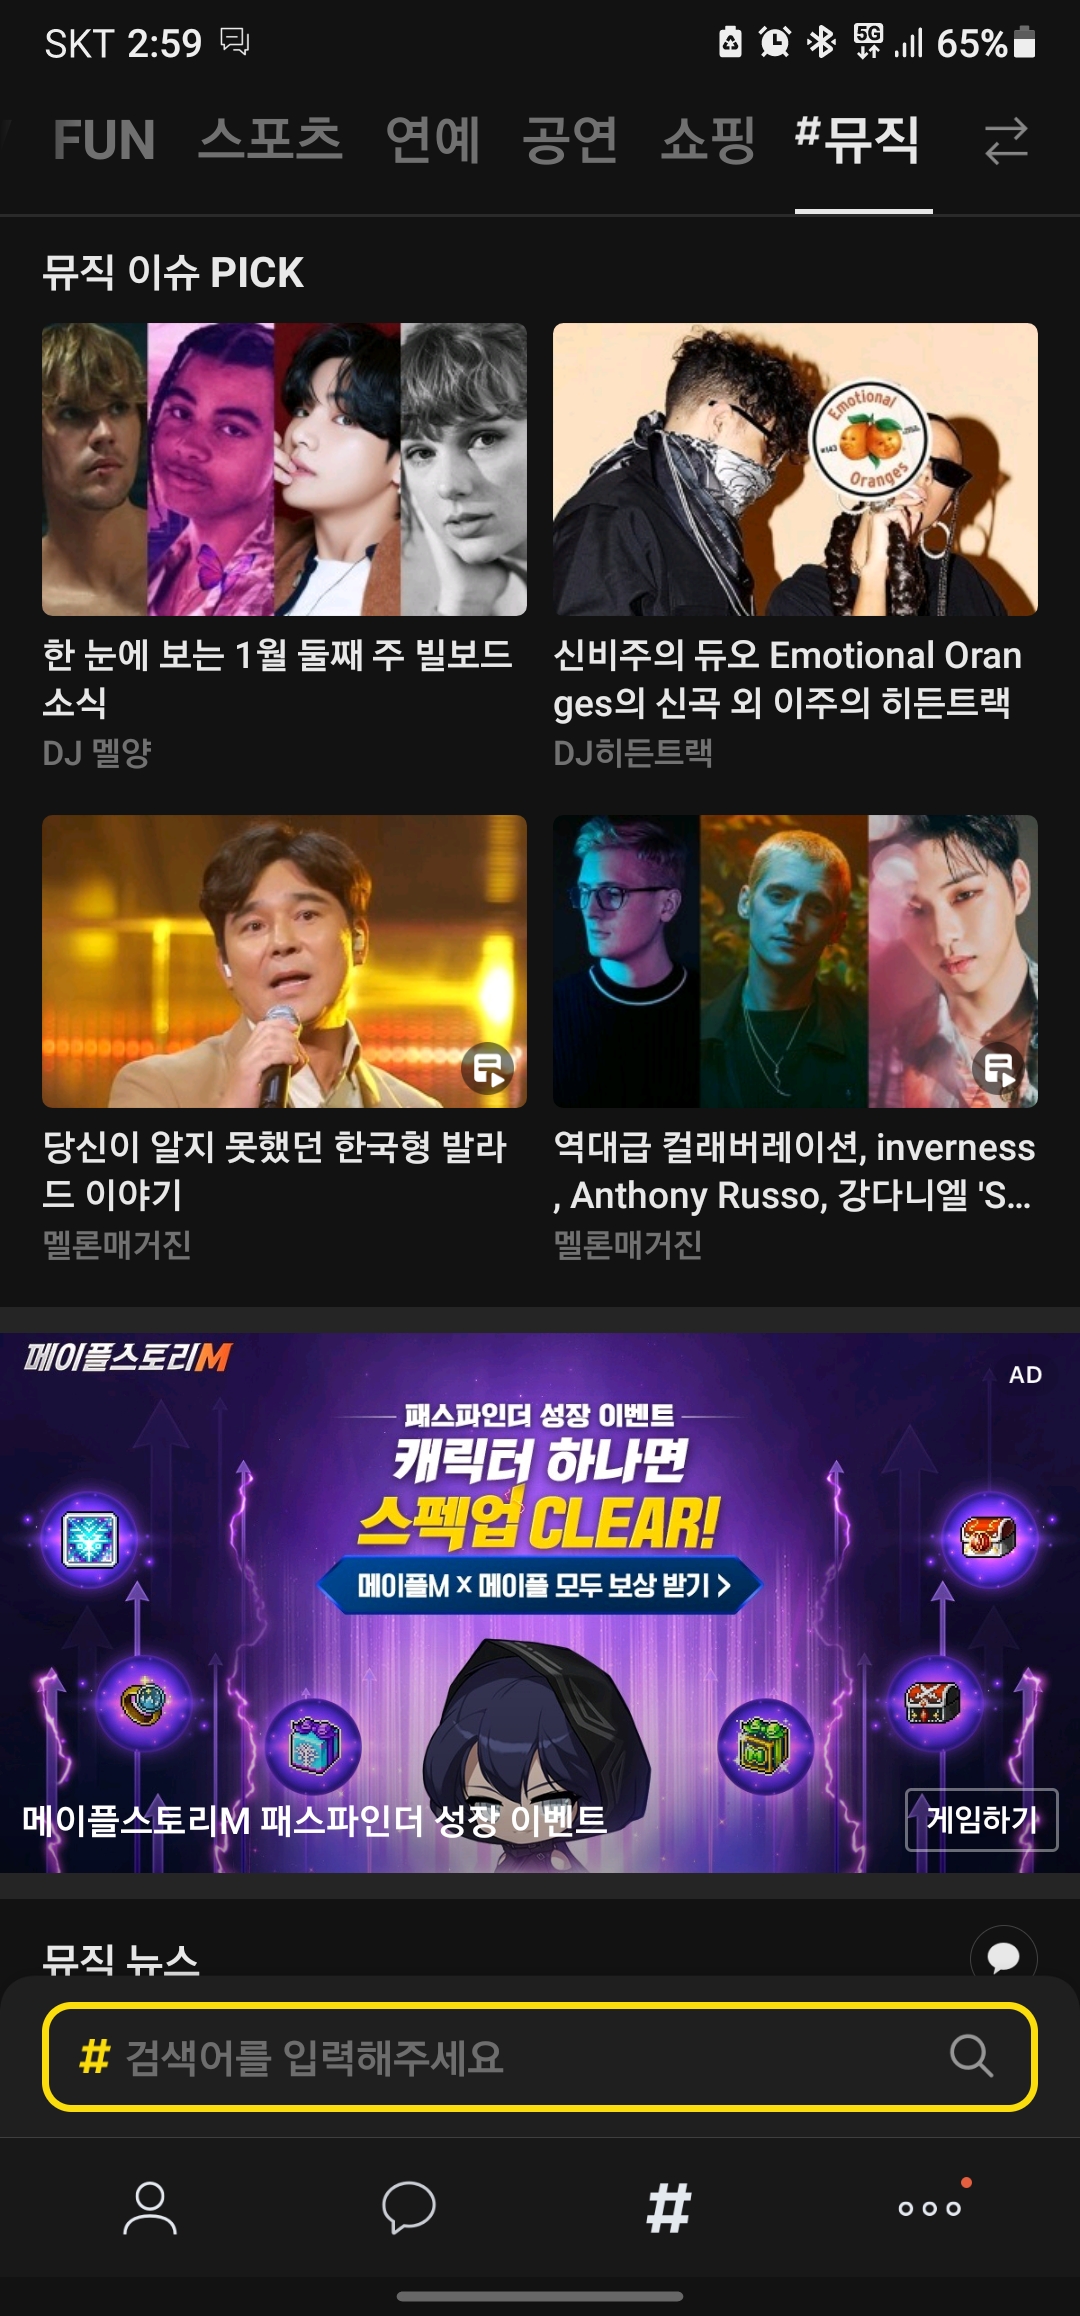 SKT 2:59
5G
65%
FUN 스포츠 연예 공연 쇼핑 #뮤직
뮤직 이슈 PICK
Emotional
Oranges
한 눈에 보는 1월 둘째 주 빌보드
소식
DJ 멜양
신비주의 듀오 Emotional Oran
ges의 신곡 외 이주의 히든트랙
DJ히든트랙
당신이 알지 못했던 한국형 발라
드 이야기
멜론매거진
역대급 컬래버레이션, inverness
, Anthony Russo, 강다니엘 'S...
멜론매거진
메이플스토리M
AD
패스파인더 성장 이벤트
캐릭터 하나면
스펙업 CLEAR!
메이플M x 메이플 모두 보상 받기 >
메이플스토리M 패스파인더 성장 이벤트
게임하기
뮤직 뉴스
# 검색어를 입력해주세요
#